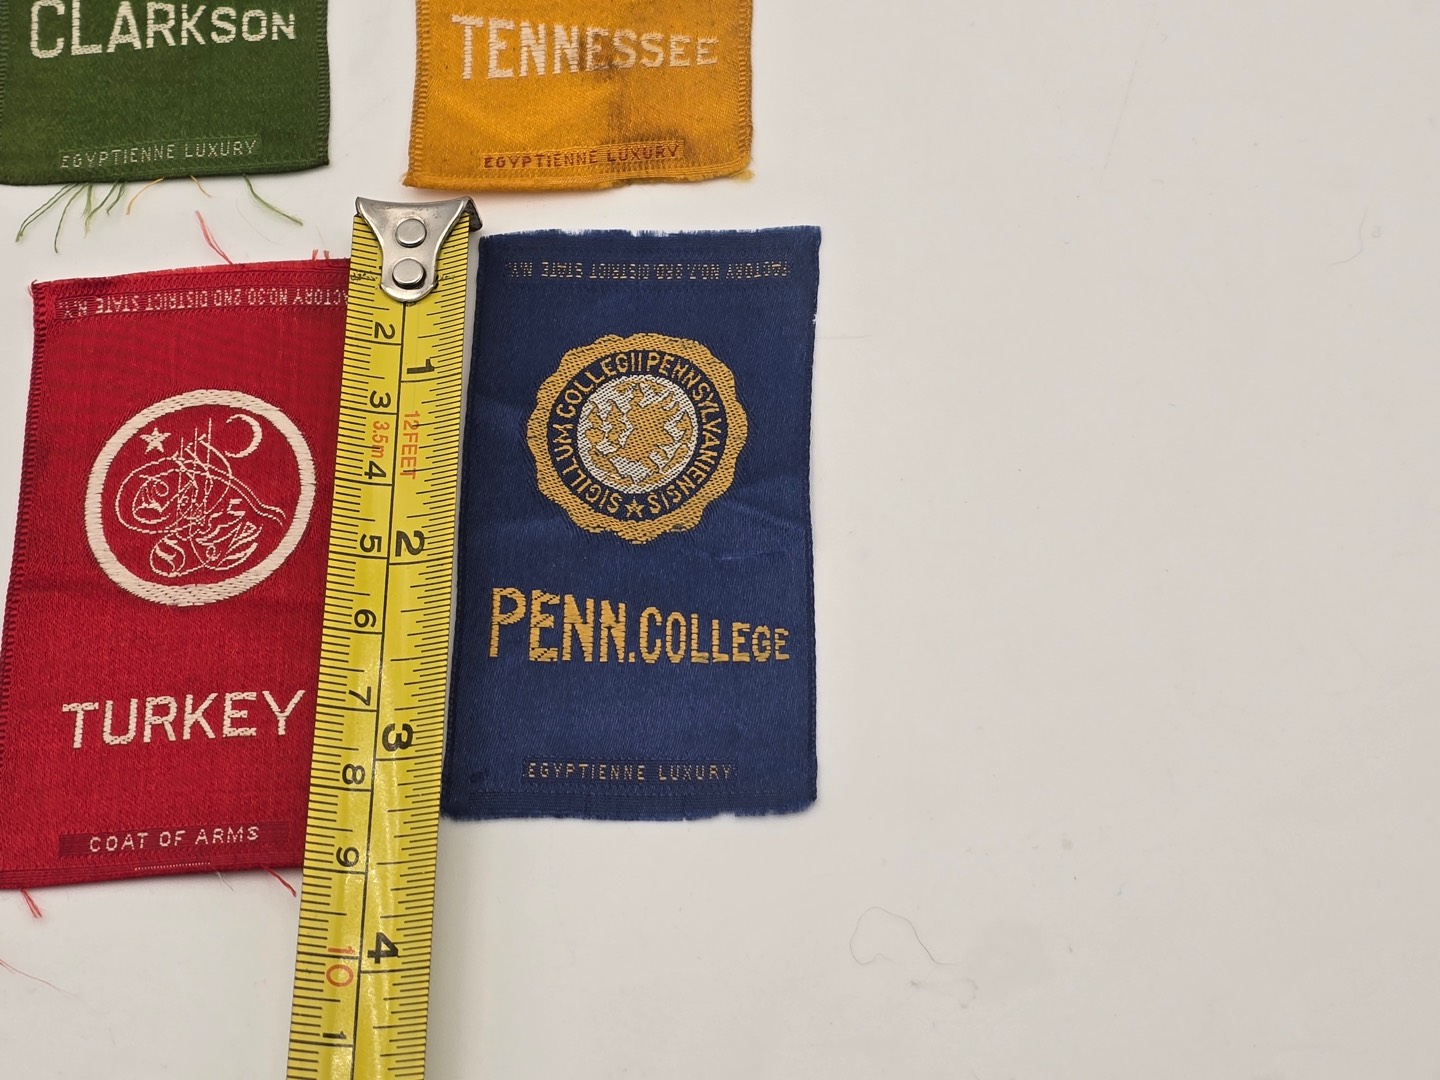 CLARKSON
EGYPTIENNE LUXURY
TENNESSEE
EGYPTIENNE LUXURY
FACTORY NO.30 2ND DISTRICT STATE N.Y.
TURKEY
COAT OF ARMS
1
2
3
4
2
3
4
5
6
7
8
9
10
1
3.5m
12FEET
FACTORY NO.7 3RD DISTRICT STATE N.Y.
SIGILLUM COLLEGII PENNSYLVANIENSIS
PENN.COLLEGE
EGYPTIENNE LUXURY